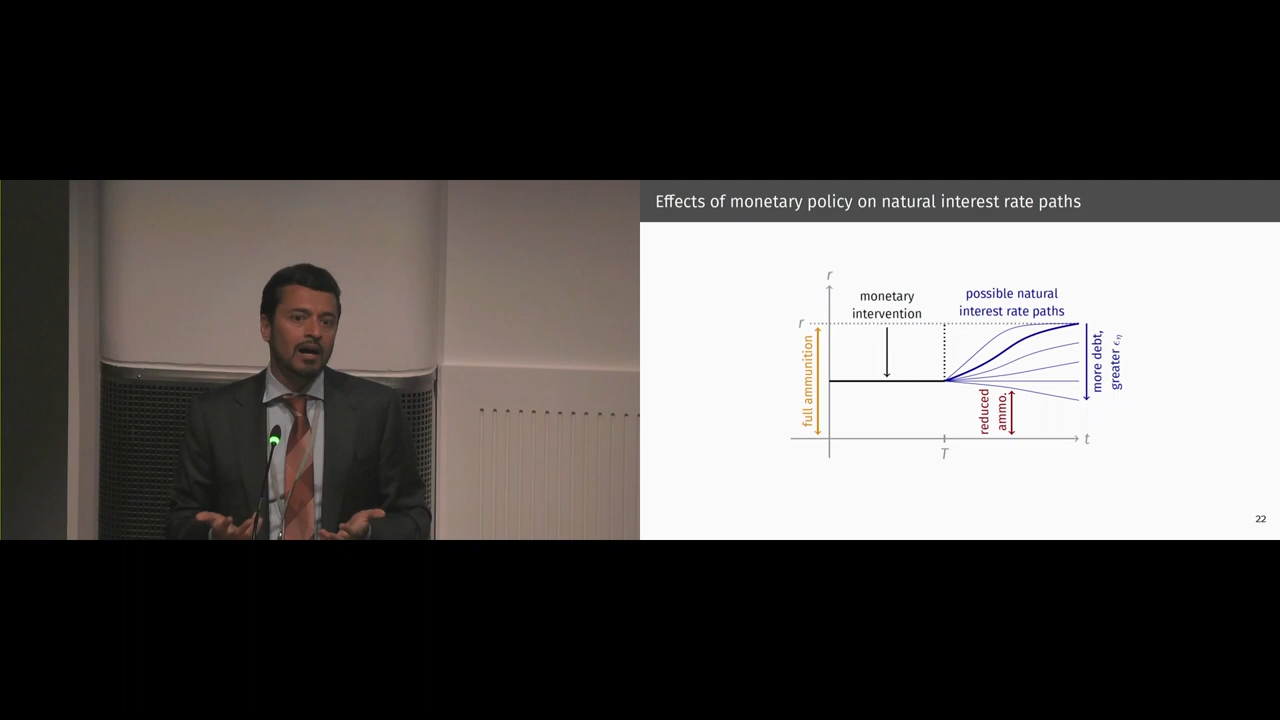 Effects of monetary policy on natural interest rate paths
r
monetary
intervention
possible natural
interest rate paths
r
full ammunition
reduced
ammo.
more debt,
greater ϵη
t
T
22